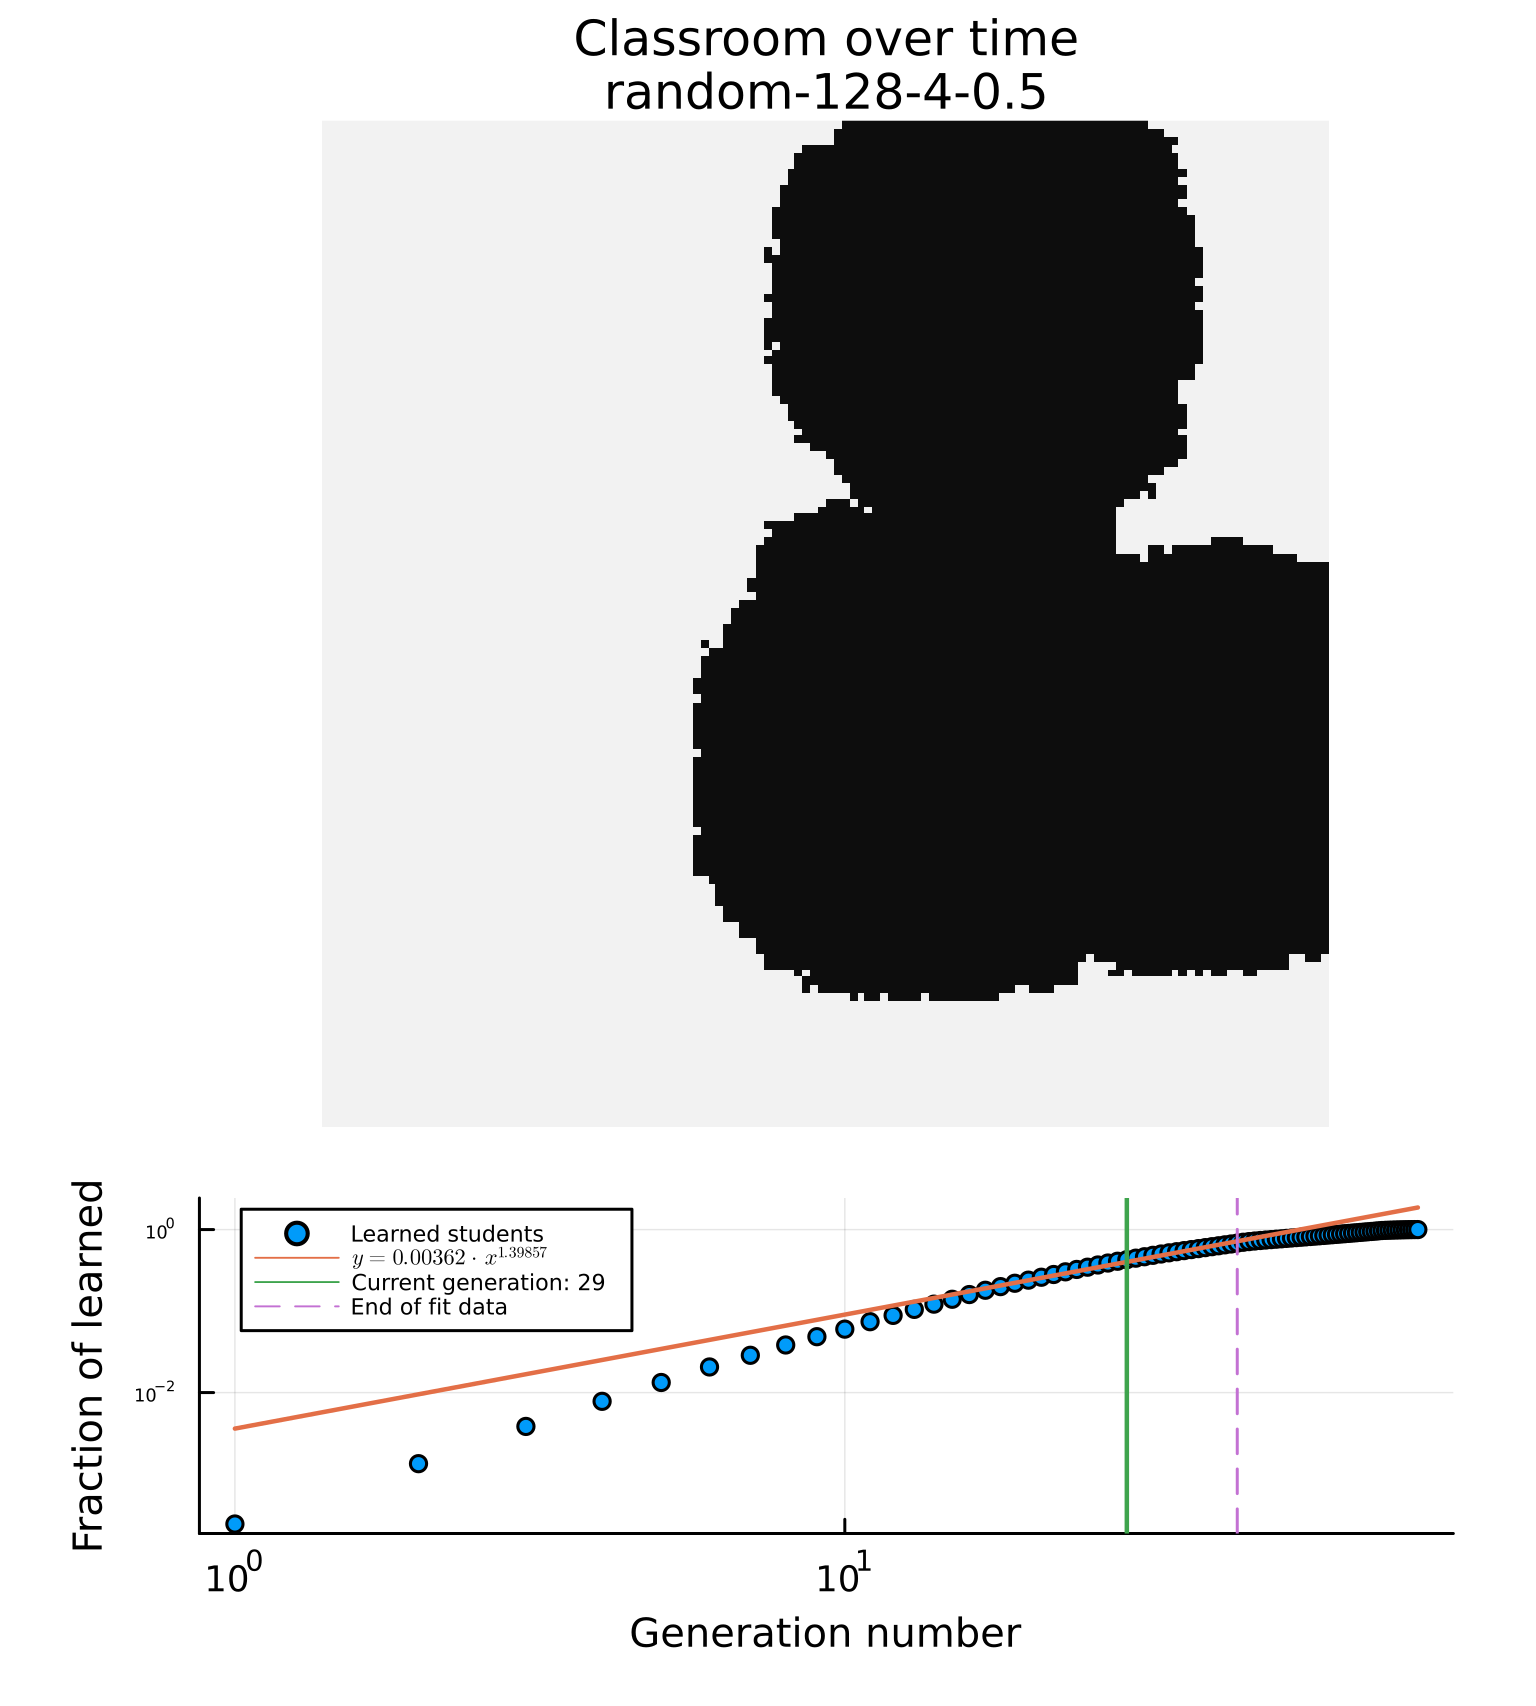 Classroom over time
random-128-4-0.5
Fraction of learned
10^0
10^-2
Learned students
y = 0.00362 · x^1.39857
Current generation: 29
End of fit data
10^0
10^1
Generation number